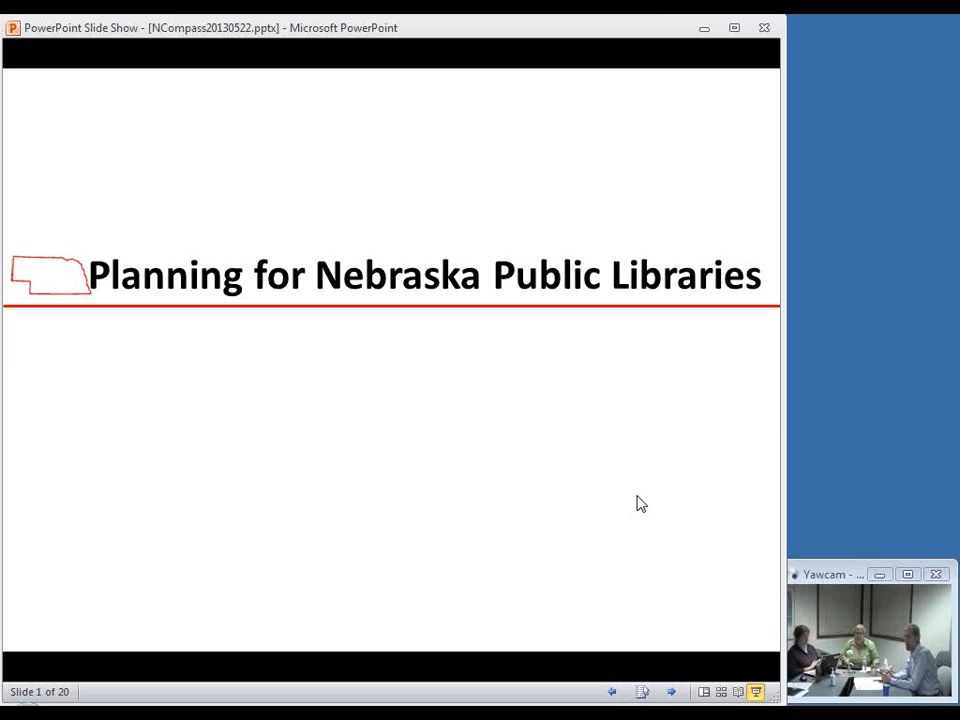 PowerPoint Slide Show - [NCompass20130522.pptx] - Microsoft PowerPoint
Planning for Nebraska Public Libraries
Yawcam - ...
Slide 1 of 20